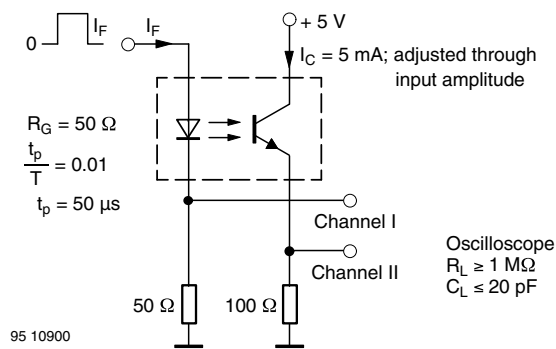 0
I_F
I_F
+ 5 V
I_C = 5 mA; adjusted through
input amplitude
R_G = 50 Ω
t_p
T
= 0.01
t_p = 50 µs
Channel I
Channel II
50 Ω
100 Ω
Oscilloscope
R_L ≥ 1 MΩ
C_L ≤ 20 pF
95 10900